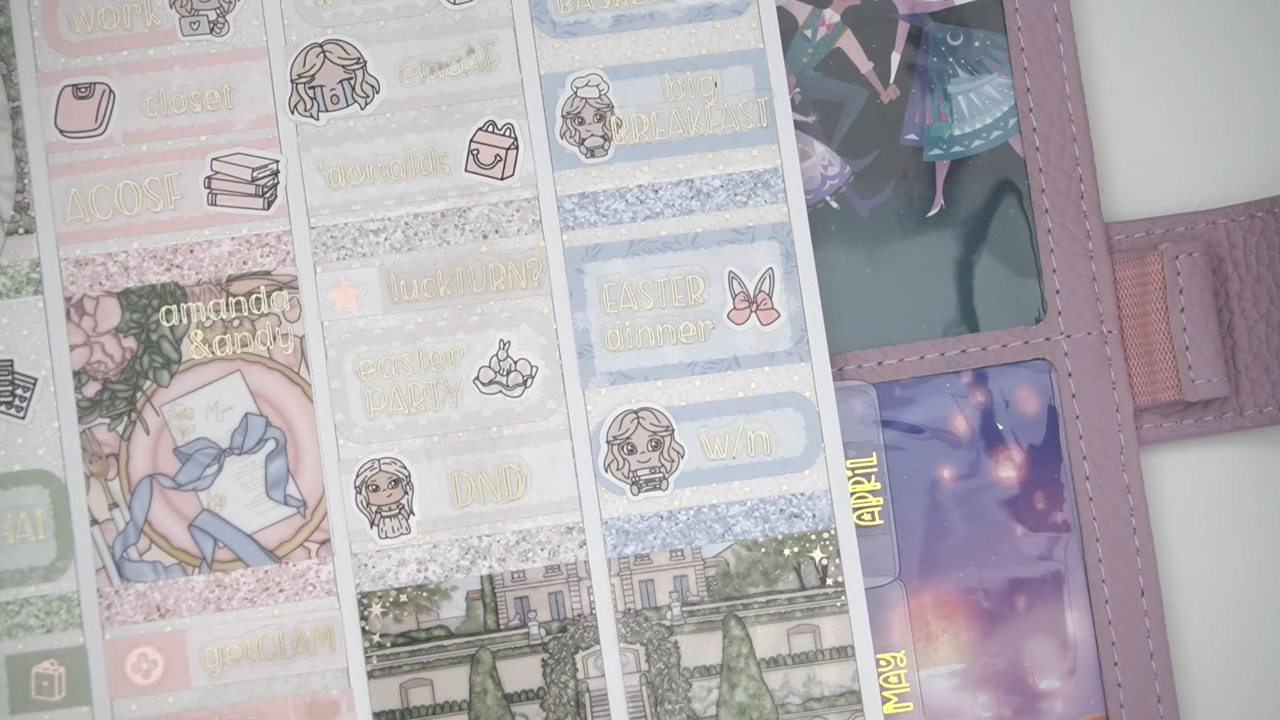 work
closet
ACOSF
amanda
&andy
getGLAM
emoAF
'donalds
luckTURN?
easter
PARTY
DND
big
BREAKFAST
EASTER
dinner
w/n
APRIL
MAY